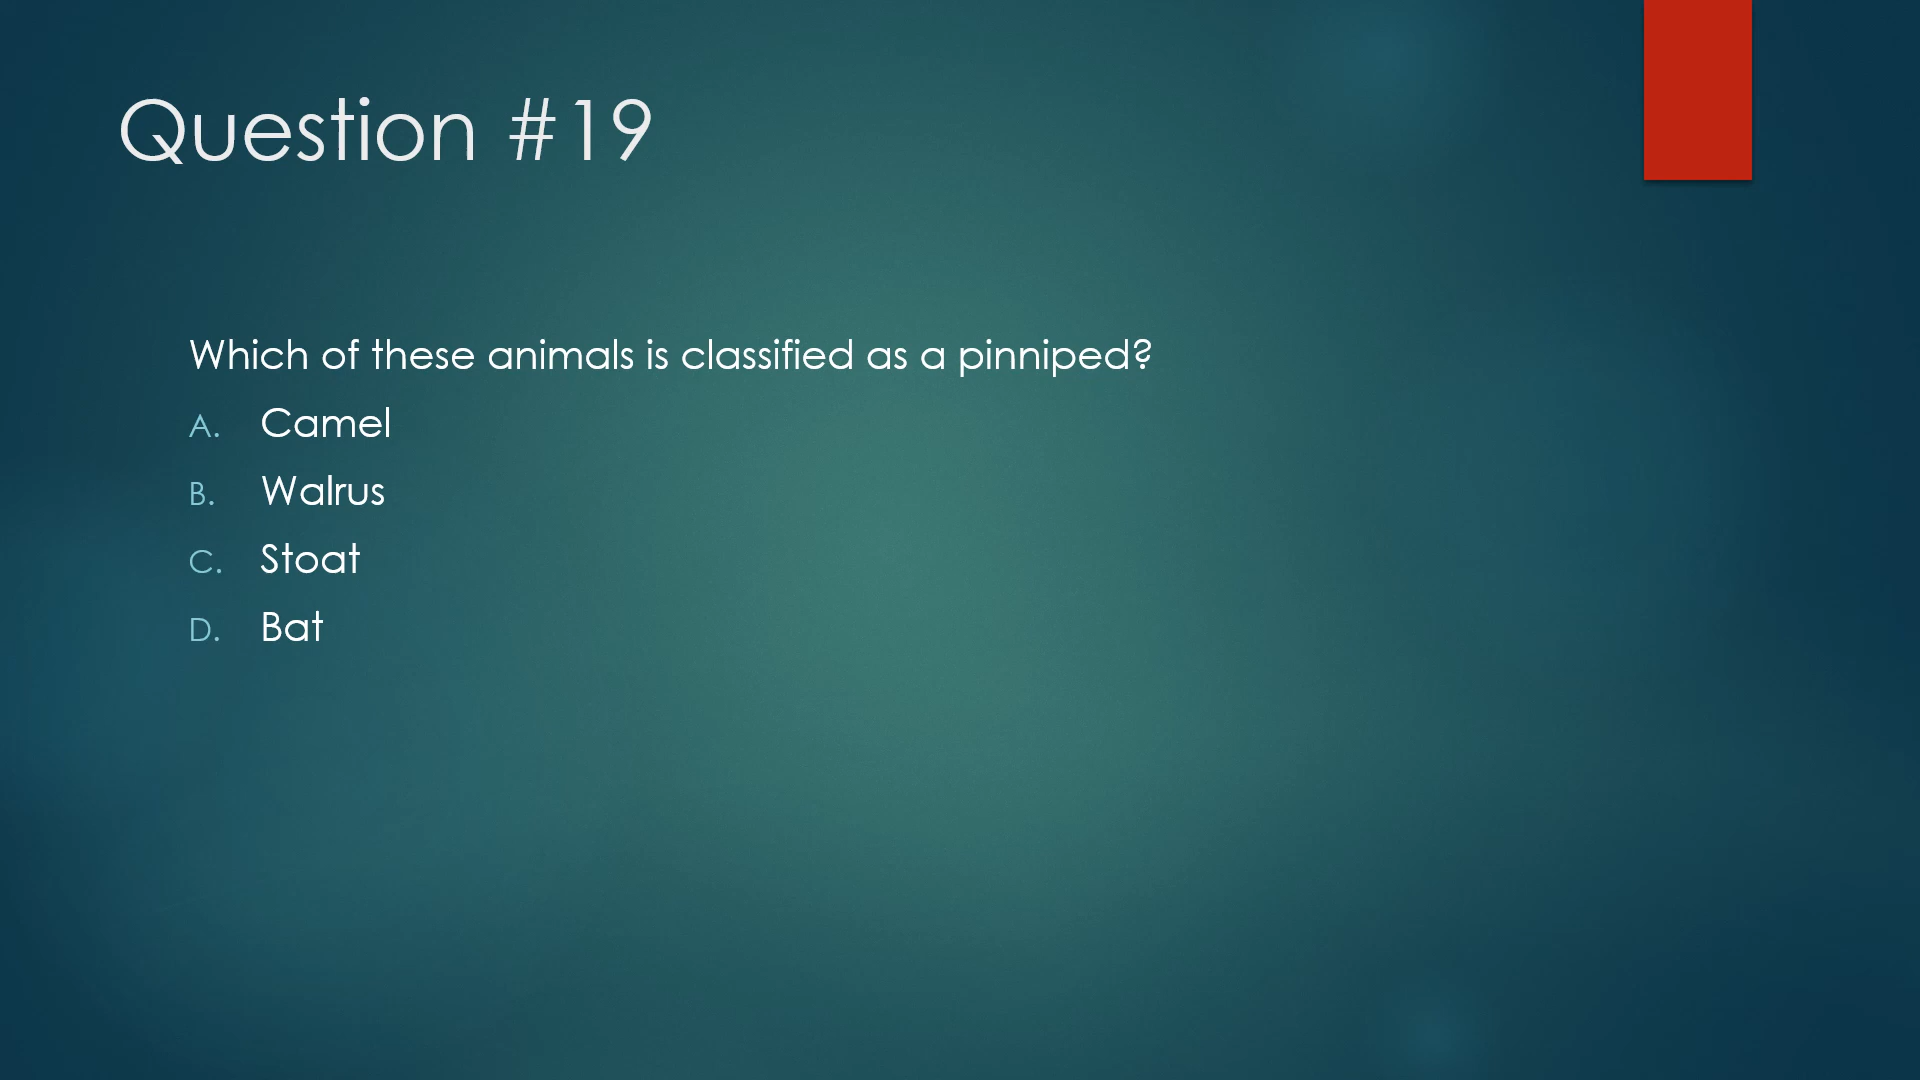 Question #19
Which of these animals is classified as a pinniped?
A. Camel
B. Walrus
C. Stoat
D. Bat